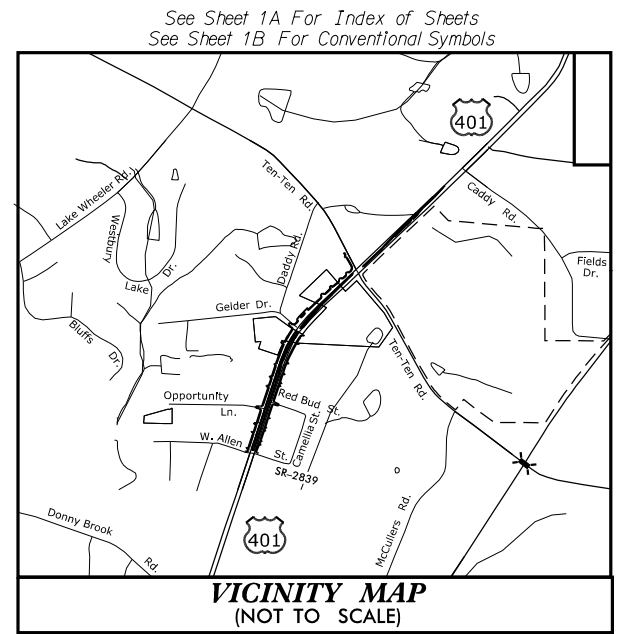 See Sheet 1A For Index of Sheets
See Sheet 1B For Conventional Symbols
401
Ten-Ten Rd.
Lake Wheeler Rd.
Caddy Rd.
Westbury
Lake Dr.
Daddy Rd.
Fields
Dr.
Gelder Dr.
Bluffs Dr.
Ten-Ten Rd.
Opportunity
Ln.
Red Bud St.
Camellia St.
W. Allen St.
SR-2839
McCullers Rd.
Donny Brook Rd.
401
VICINITY MAP
(NOT TO SCALE)